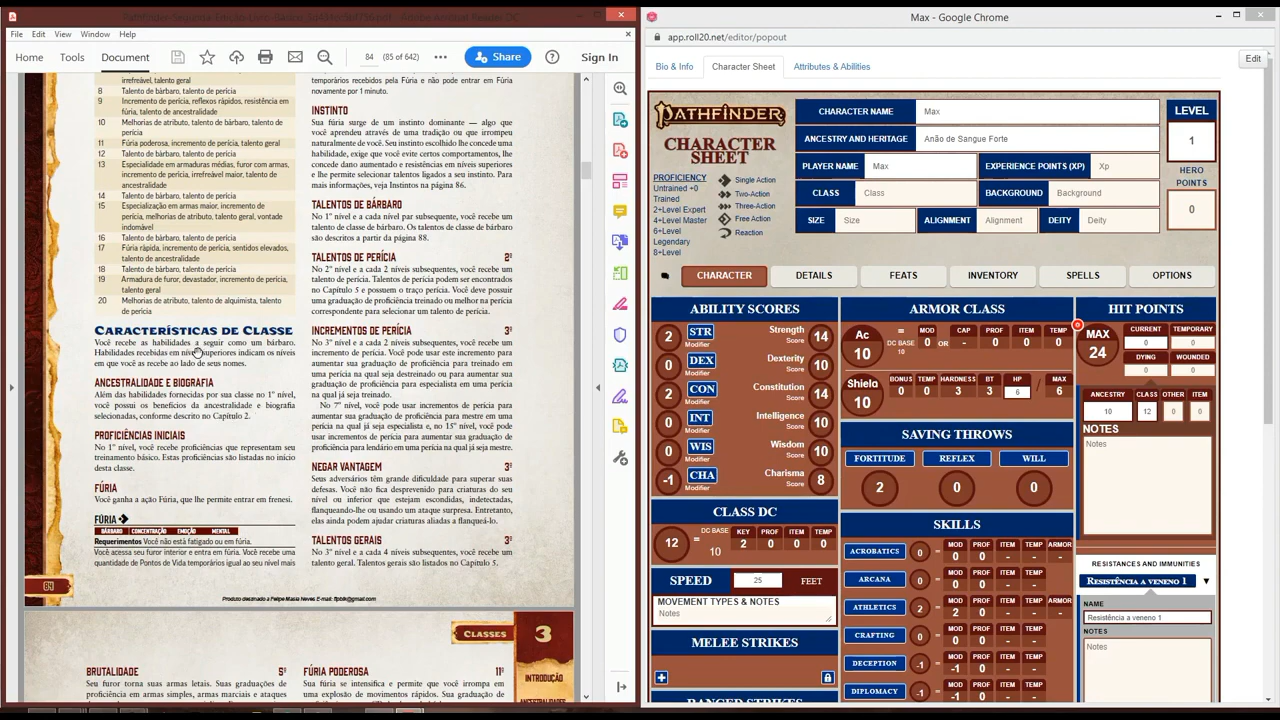 Max - Google Chrome
File Edit View Window Help
app.roll20.net/editor/popout
Home Tools Document 84 (85 of 642) Share Sign In
irrefreável, talento geral
8 Talento de bárbaro, talento de perícia
9 Incremento de perícia, reflexos rápidos, resistência em
fúria, talento de ancestralidade
10 Melhorias de atributo, talento de bárbaro, talento de
perícia
11 Fúria poderosa, incremento de perícia, talento geral
12 Talento de bárbaro, talento de perícia
13 Especialidade em armaduras médias, furor com armas,
incremento de perícia, irrefreável maior, talento de
ancestralidade
14 Talento de bárbaro, talento de perícia
15 Especialização em armas maior, incremento de
perícia, melhorias de atributo, talento geral, vontade
indomável
16 Talento de bárbaro, talento de perícia
17 Fúria rápida, incremento de perícia, sentidos elevados,
talento de ancestralidade
18 Talento de bárbaro, talento de perícia
19 Armadura de furor, devastador, incremento de perícia,
talento geral
20 Melhorias de atributo, talento de alquimista, talento
de perícia
Características de Classe
Você recebe as habilidades a seguir como um bárbaro.
Habilidades recebidas em níveis superiores indicam os níveis
em que você as recebe ao lado de seus nomes.
ANCESTRALIDADE E BIOGRAFIA
Além das habilidades fornecidas por sua classe no 1º nível,
você possui os benefícios da ancestralidade e biografia
selecionadas, conforme descrito no Capítulo 2.
PROFICIÊNCIAS INICIAIS
No 1º nível, você recebe proficiências que representam seu
treinamento básico. Estas proficiências são listadas no início
desta classe.
FÚRIA
Você ganha a ação Fúria, que lhe permite entrar em frenesi.
FÚRIA
BÁRBARO CONCENTRAÇÃO EMOÇÃO MENTAL
Requerimentos Você não está fatigado ou em fúria.
Você acessa seu furor interior e entra em fúria. Você recebe uma
quantidade de Pontos de Vida temporários igual ao seu nível mais
temporários recebidos pela Fúria e não pode entrar em Fúria
novamente por 1 minuto.
INSTINTO
Sua fúria surge de um instinto dominante — algo que
você aprendeu através de uma tradição ou que irrompeu
naturalmente de você. Seu instinto escolhido lhe concede uma
habilidade, exige que você evite certos comportamentos, lhe
concede dano aumentado e resistências em níveis superiores
e lhe permite selecionar talentos ligados a seu instinto. Para
mais informações, veja Instintos na página 86.
TALENTOS DE BÁRBARO
No 1º nível e a cada nível par subsequente, você recebe um
talento de classe de bárbaro. Os talentos de classe de bárbaro
são descritos a partir da página 88.
TALENTOS DE PERÍCIA 2º
No 2º nível e a cada 2 níveis subsequentes, você recebe um
talento de perícia. Talentos de perícia podem ser encontrados
no Capítulo 5 e possuem o traço perícia. Você deve possuir
uma graduação de proficiência treinado ou melhor na perícia
correspondente para selecionar um talento de perícia.
INCREMENTOS DE PERÍCIA 3º
No 3º nível e a cada 2 níveis subsequentes, você recebe um
incremento de perícia. Você pode usar este incremento para
aumentar sua graduação de proficiência para treinado em
uma perícia na qual seja destreinado ou para aumentar sua
graduação de proficiência para especialista em uma perícia
na qual já seja treinado.
No 7º nível, você pode usar incrementos de perícia para
aumentar sua graduação de proficiência para mestre em uma
perícia na qual já seja especialista e, no 15º nível, você pode
usar incrementos de perícia para aumentar sua graduação de
proficiência para lendário em uma perícia na qual já seja mestre.
NEGAR VANTAGEM 3º
Seus adversários têm grande dificuldade para superar suas
defesas. Você não fica desprevenido para criaturas do seu
nível ou inferior que estejam escondidas, indetectadas,
flanqueando-lhe ou usando um ataque surpresa. Entretanto,
eles ainda podem ajudar criaturas aliadas a flanqueá-lo.
TALENTOS GERAIS 3º
No 3º nível e a cada 4 níveis subsequentes, você recebe um
talento geral. Talentos gerais são listados no Capítulo 5.
84
Classes 3
INTRODUÇÃO
BRUTALIDADE 5º
Seu furor torna suas armas letais. Suas graduações de
proficiência em armas simples, armas marciais e ataques
FÚRIA PODEROSA 11º
Sua fúria se intensifica e permite que você irrompa em
uma explosão de movimentos rápidos. Sua graduação de
Bio & Info Character Sheet Attributes & Abilities Edit
PATHFINDER
CHARACTER
SHEET
PROFICIENCY
Untrained +0
Trained
2+Level Expert
4+Level Master
6+Level
Legendary
8+Level
Single Action
Two-Action
Three-Action
Free Action
Reaction
CHARACTER NAME Max
ANCESTRY AND HERITAGE Anão de Sangue Forte
PLAYER NAME Max EXPERIENCE POINTS (XP) Xp
CLASS Class BACKGROUND Background
SIZE Size ALIGNMENT Alignment DEITY Deity
LEVEL
1
HERO
POINTS
0
CHARACTER DETAILS FEATS INVENTORY SPELLS OPTIONS
ABILITY SCORES
2 STR Modifier Strength Score 14
0 DEX Modifier Dexterity Score 10
2 CON Modifier Constitution Score 14
0 INT Modifier Intelligence Score 10
0 WIS Modifier Wisdom Score 10
-1 CHA Modifier Charisma Score 8
CLASS DC
12 = DC BASE 10 KEY 2 PROF 0 ITEM 0 TEMP 0
SPEED 25 FEET
MOVEMENT TYPES & NOTES
Notes
MELEE STRIKES
ARMOR CLASS
Ac 10 = DC BASE 10 MOD 0 OR CAP - PROF 0 ITEM 0 TEMP 0
Shield 10 BONUS 0 TEMP 0 HARDNESS 3 BT 3 HP 6 / MAX 6
SAVING THROWS
FORTITUDE REFLEX WILL
2 0 0
SKILLS
ACROBATICS 0 = MOD 0 PROF 0 ITEM - TEMP - ARMOR -
ARCANA 0 = MOD 0 PROF 0 ITEM - TEMP -
ATHLETICS 2 = MOD 2 PROF 0 ITEM - TEMP - ARMOR -
CRAFTING 0 = MOD 0 PROF 0 ITEM - TEMP -
DECEPTION -1 = MOD -1 PROF 0 ITEM - TEMP -
DIPLOMACY -1 = MOD -1 PROF 0 ITEM - TEMP -
HIT POINTS
MAX 24 CURRENT 0 TEMPORARY 0
DYING 0 WOUNDED 0
ANCESTRY 10 CLASS 12 OTHER 0 ITEM 0
NOTES
Notes
RESISTANCES AND IMMUNITIES
Resistência a veneno 1
NAME
Resistência a veneno 1
NOTES
Notes